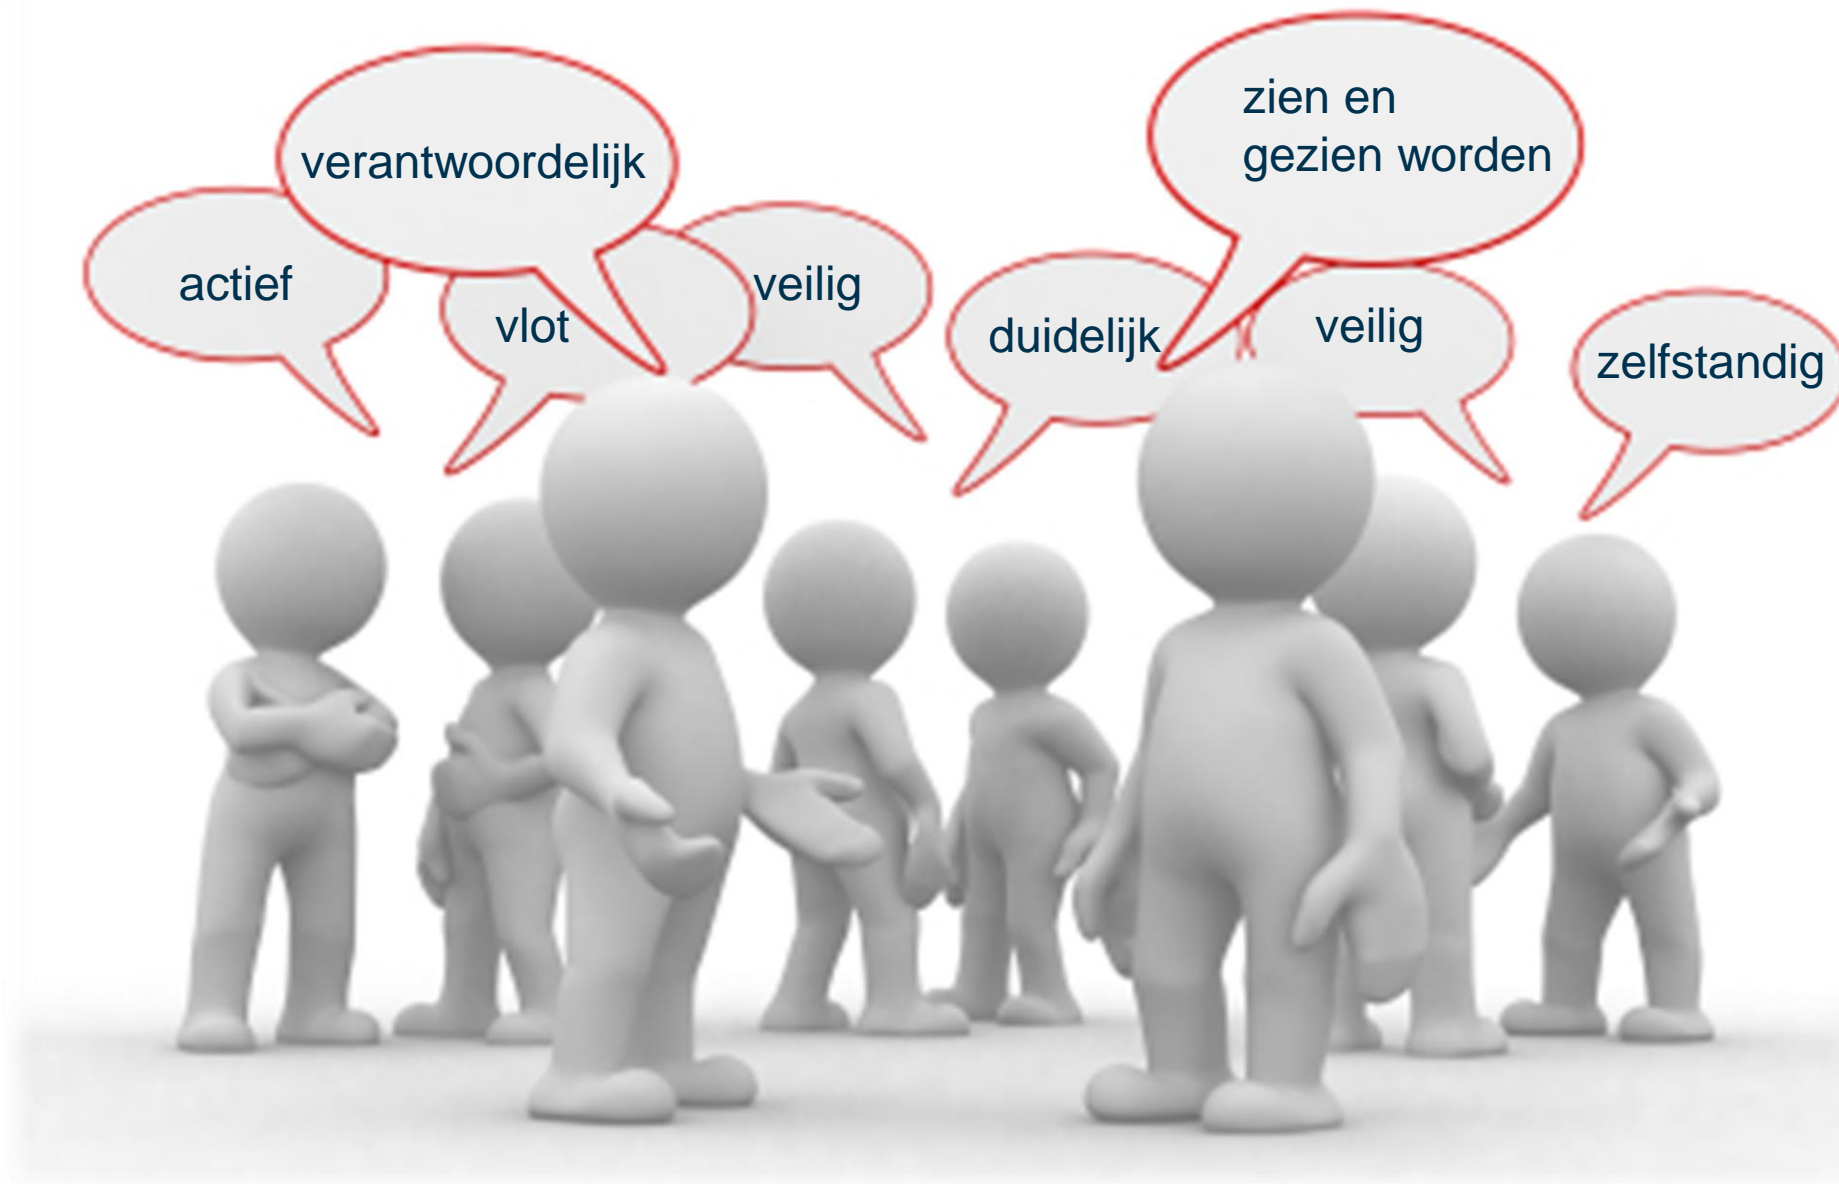 zien en
gezien worden
verantwoordelijk
actief
vlot
veilig
duidelijk
veilig
zelfstandig